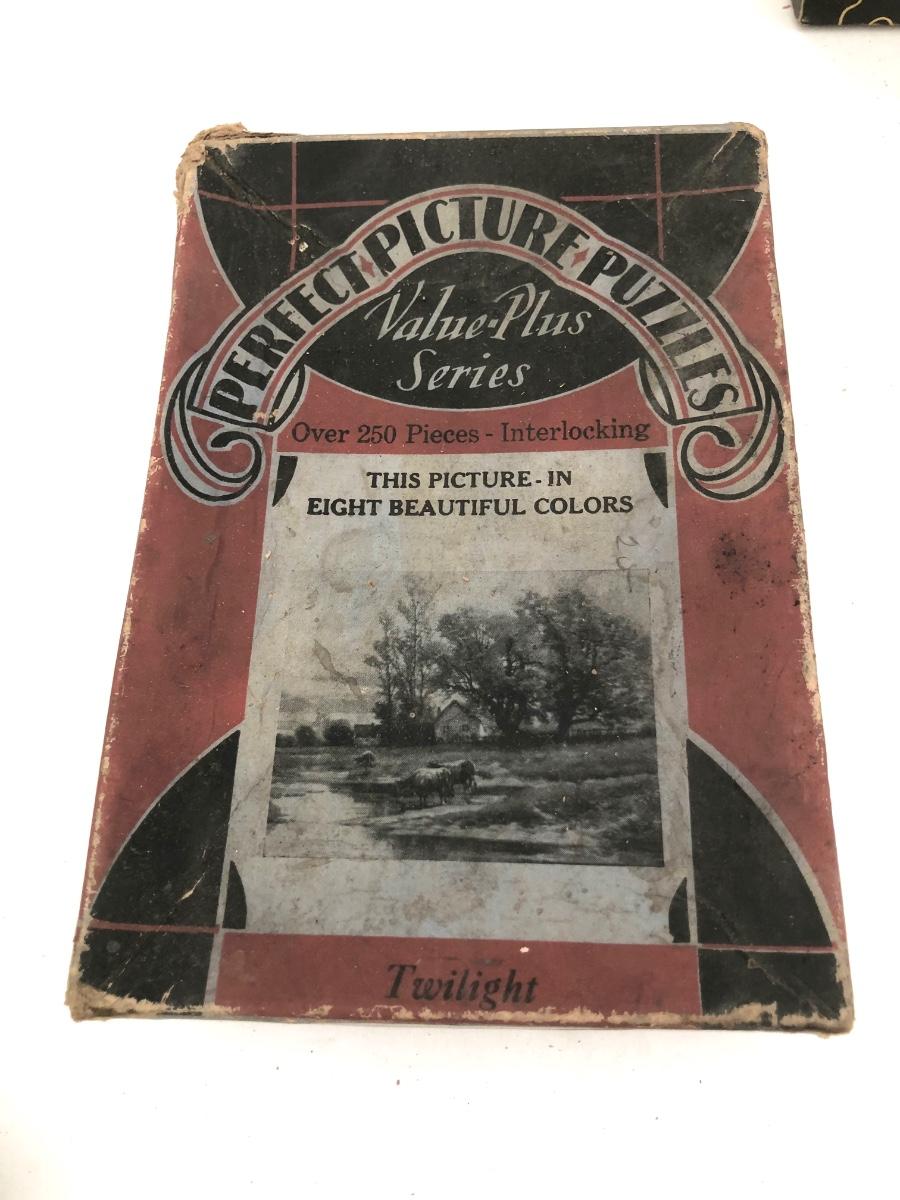 PERFECT PICTURE PUZZLES
Value-Plus
Series
Over 250 Pieces - Interlocking
THIS PICTURE - IN
EIGHT BEAUTIFUL COLORS
Twilight